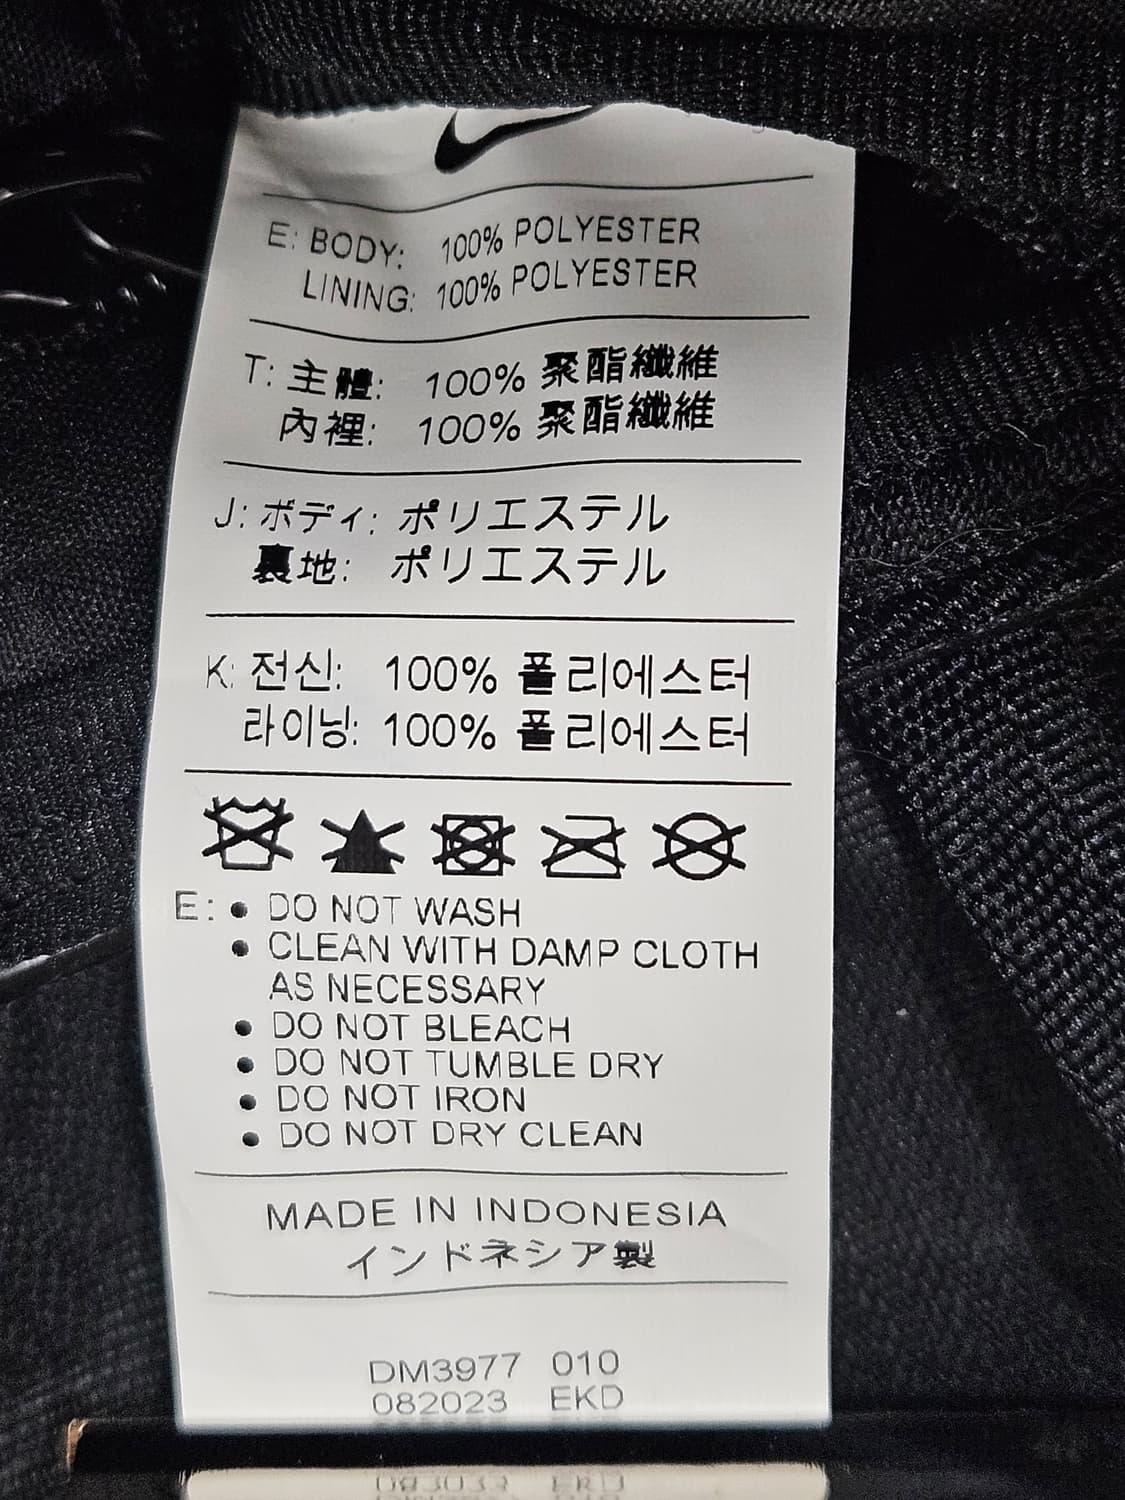 E: BODY: 100% POLYESTER
LINING: 100% POLYESTER
T: 主體: 100% 聚酯纖維
內裡: 100% 聚酯纖維
J: ボディ: ポリエステル
裏地: ポリエステル
K: 전신: 100% 폴리에스터
라이닝: 100% 폴리에스터
E: • DO NOT WASH
• CLEAN WITH DAMP CLOTH
AS NECESSARY
• DO NOT BLEACH
• DO NOT TUMBLE DRY
• DO NOT IRON
• DO NOT DRY CLEAN
MADE IN INDONESIA
インドネシア製
DM3977 010
082023 EKD